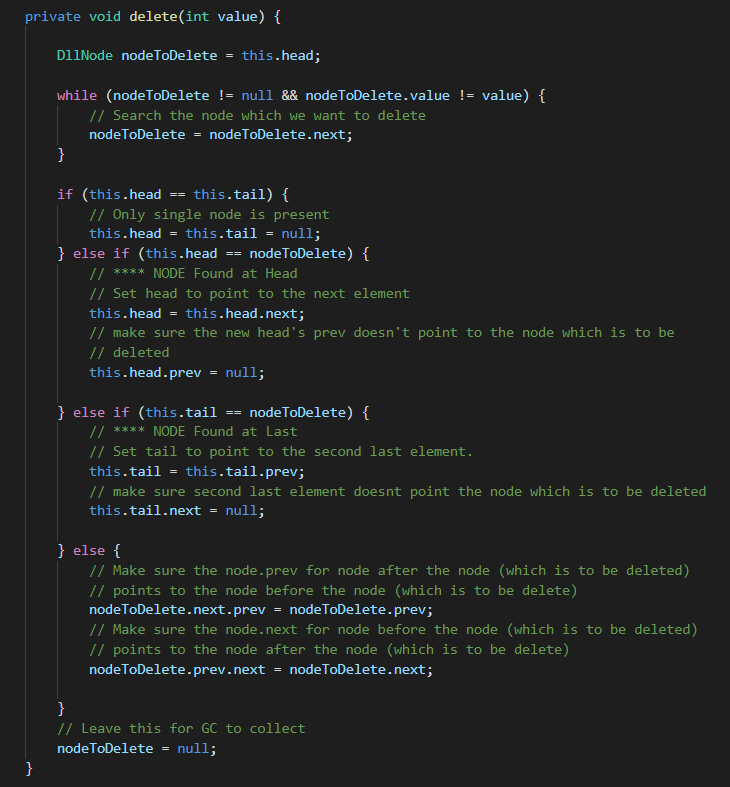 private void delete(int value) {
DllNode nodeToDelete = this.head;
while (nodeToDelete != null && nodeToDelete.value != value) {
// Search the node which we want to delete
nodeToDelete = nodeToDelete.next;
}
if (this.head == this.tail) {
// Only single node is present
this.head = this.tail = null;
} else if (this.head == nodeToDelete) {
// **** NODE Found at Head
// Set head to point to the next element
this.head = this.head.next;
// make sure the new head's prev doesn't point to the node which is to be
// deleted
this.head.prev = null;
} else if (this.tail == nodeToDelete) {
// **** NODE Found at Last
// Set tail to point to the second last element.
this.tail = this.tail.prev;
// make sure second last element doesnt point the node which is to be deleted
this.tail.next = null;
} else {
// Make sure the node.prev for node after the node (which is to be deleted)
// points to the node before the node (which is to be delete)
nodeToDelete.next.prev = nodeToDelete.prev;
// Make sure the node.next for node before the node (which is to be deleted)
// points to the node after the node (which is to be delete)
nodeToDelete.prev.next = nodeToDelete.next;
}
// Leave this for GC to collect
nodeToDelete = null;
}